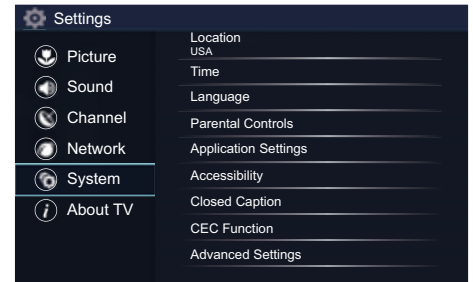 Settings
Picture
Sound
Channel
Network
System
About TV
Location
USA
Time
Language
Parental Controls
Application Settings
Accessibility
Closed Caption
CEC Function
Advanced Settings